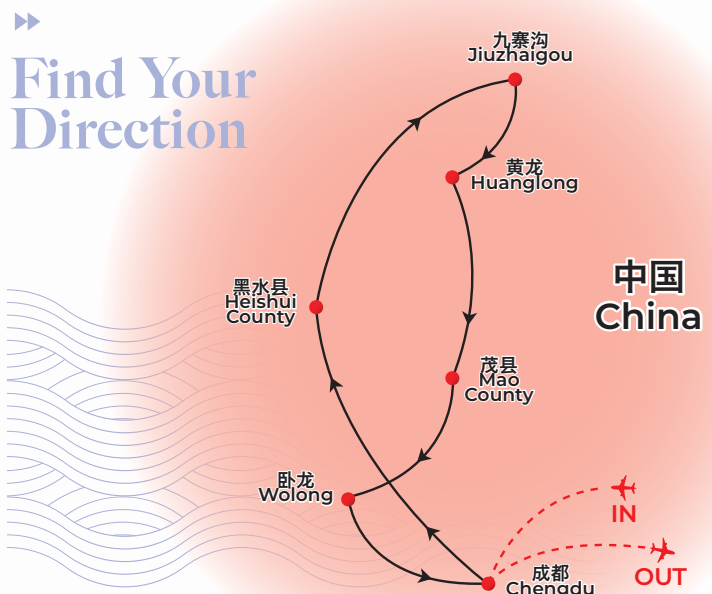 Find Your
Direction
九寨沟
Jiuzhaigou
黄龙
Huanglong
中国
China
黑水县
Heishui
County
茂县
Mao
County
卧龙
Wolong
IN
成都
Chengdu
OUT